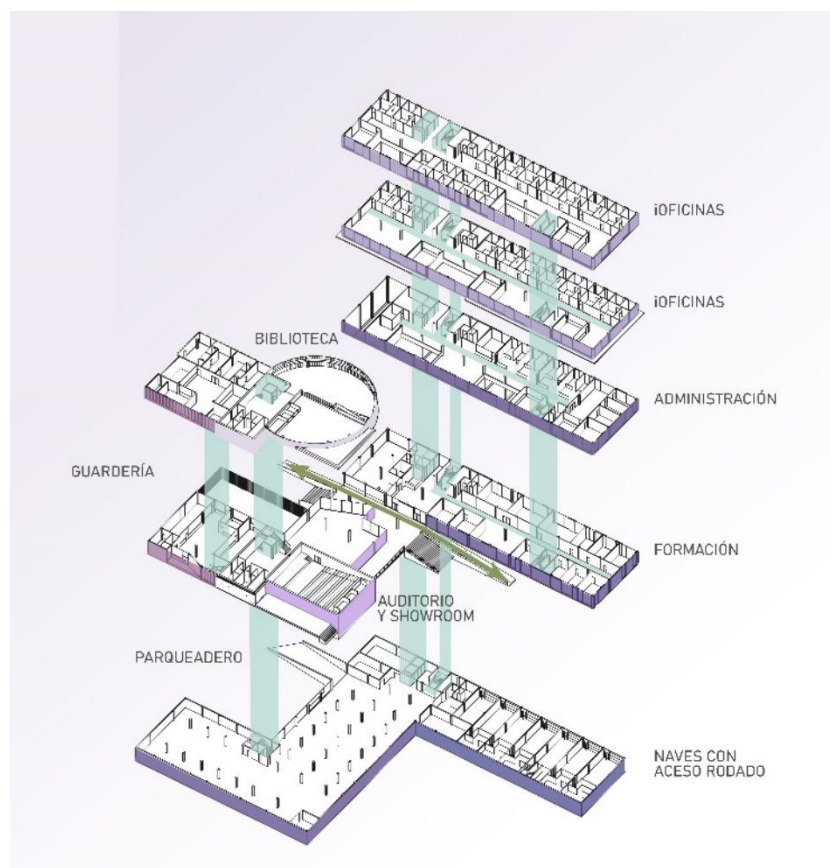 iOFICINAS
iOFICINAS
BIBLIOTECA
ADMINISTRACIÓN
GUARDERÍA
FORMACIÓN
AUDITORIO
Y SHOWROOM
PARQUEADERO
NAVES CON
ACESO RODADO